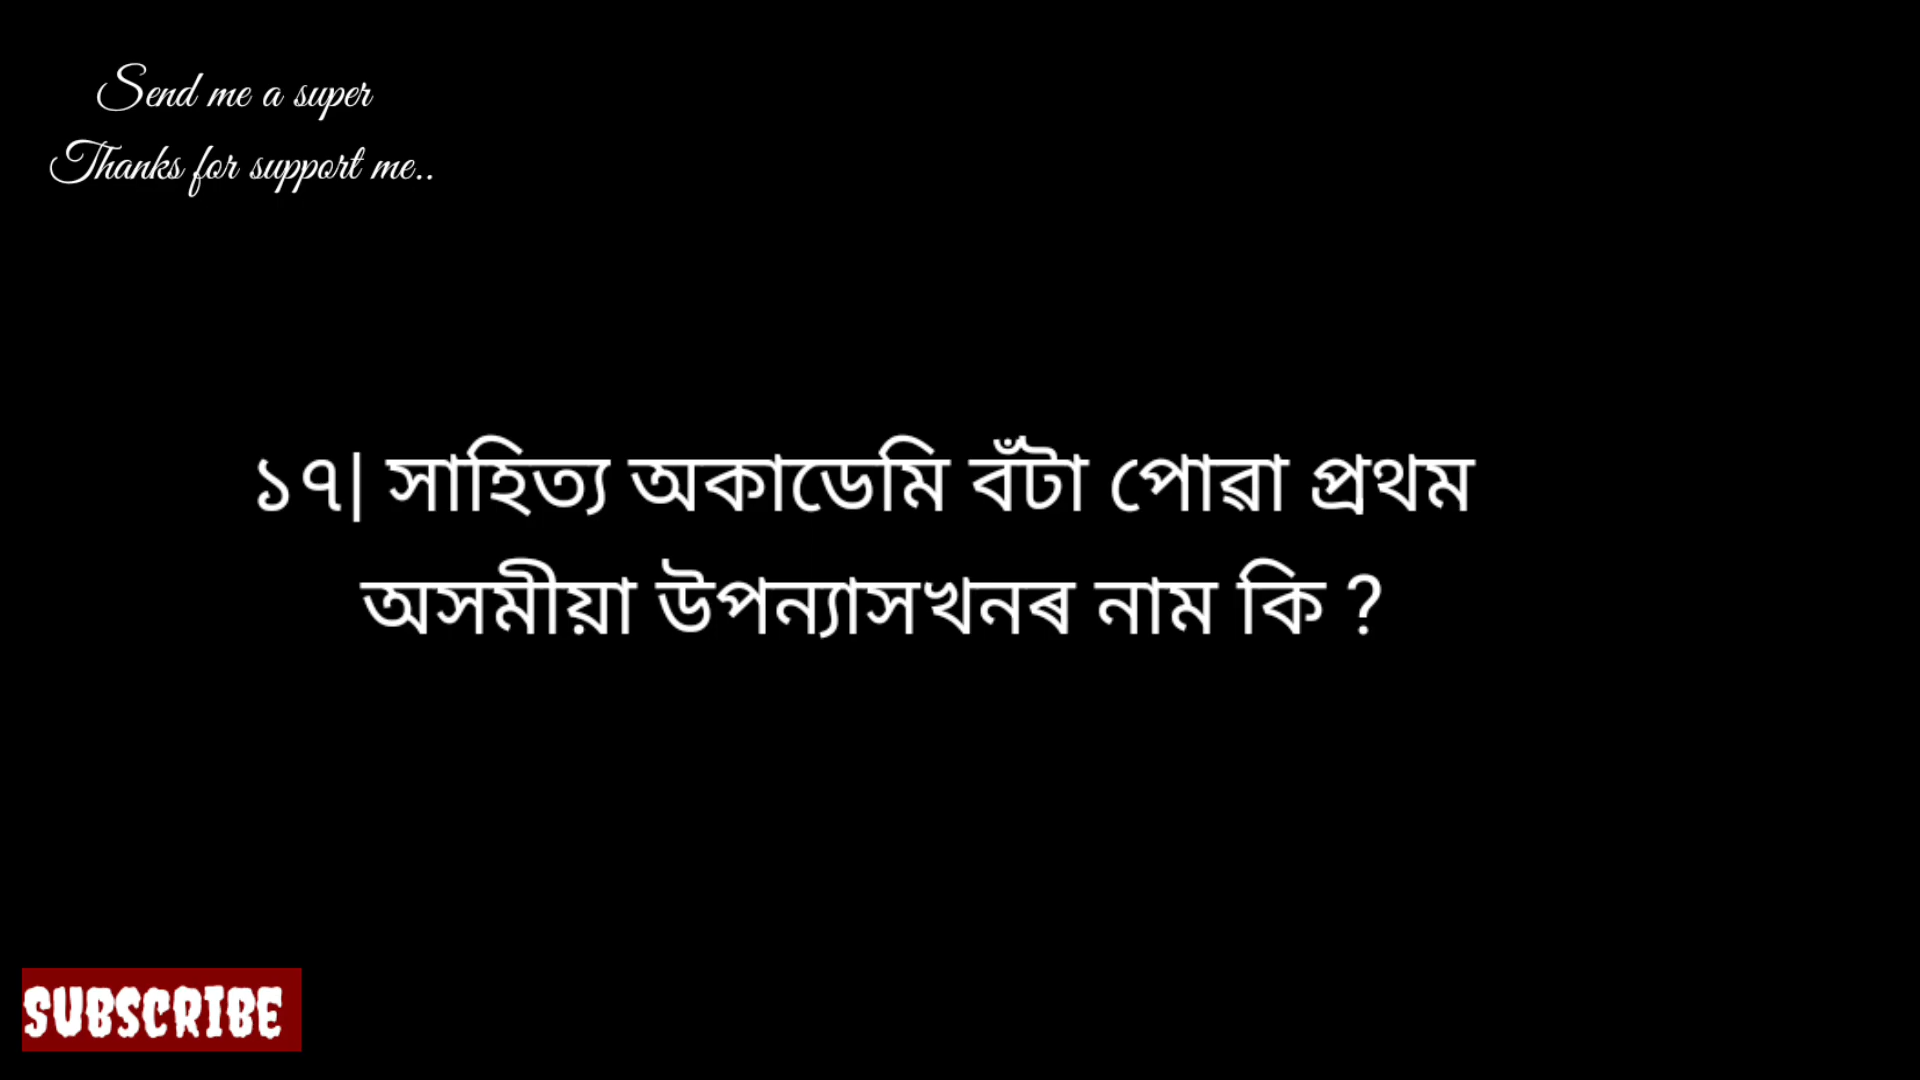 Send me a super
Thanks for support me..
১৭| সাহিত্য অকাডেমি বঁটা পোৱা প্ৰথম
অসমীয়া উপন্যাসখনৰ নাম কি ?
SUBSCRIBE